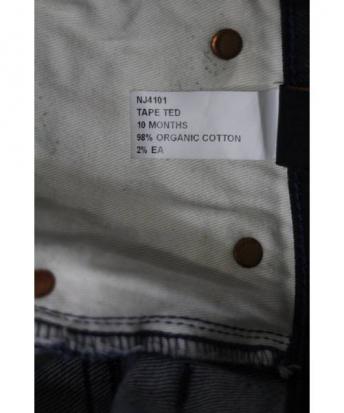 NJ4101
TAPE TED
10 MONTHS
98% ORGANIC COTTON
2% EA